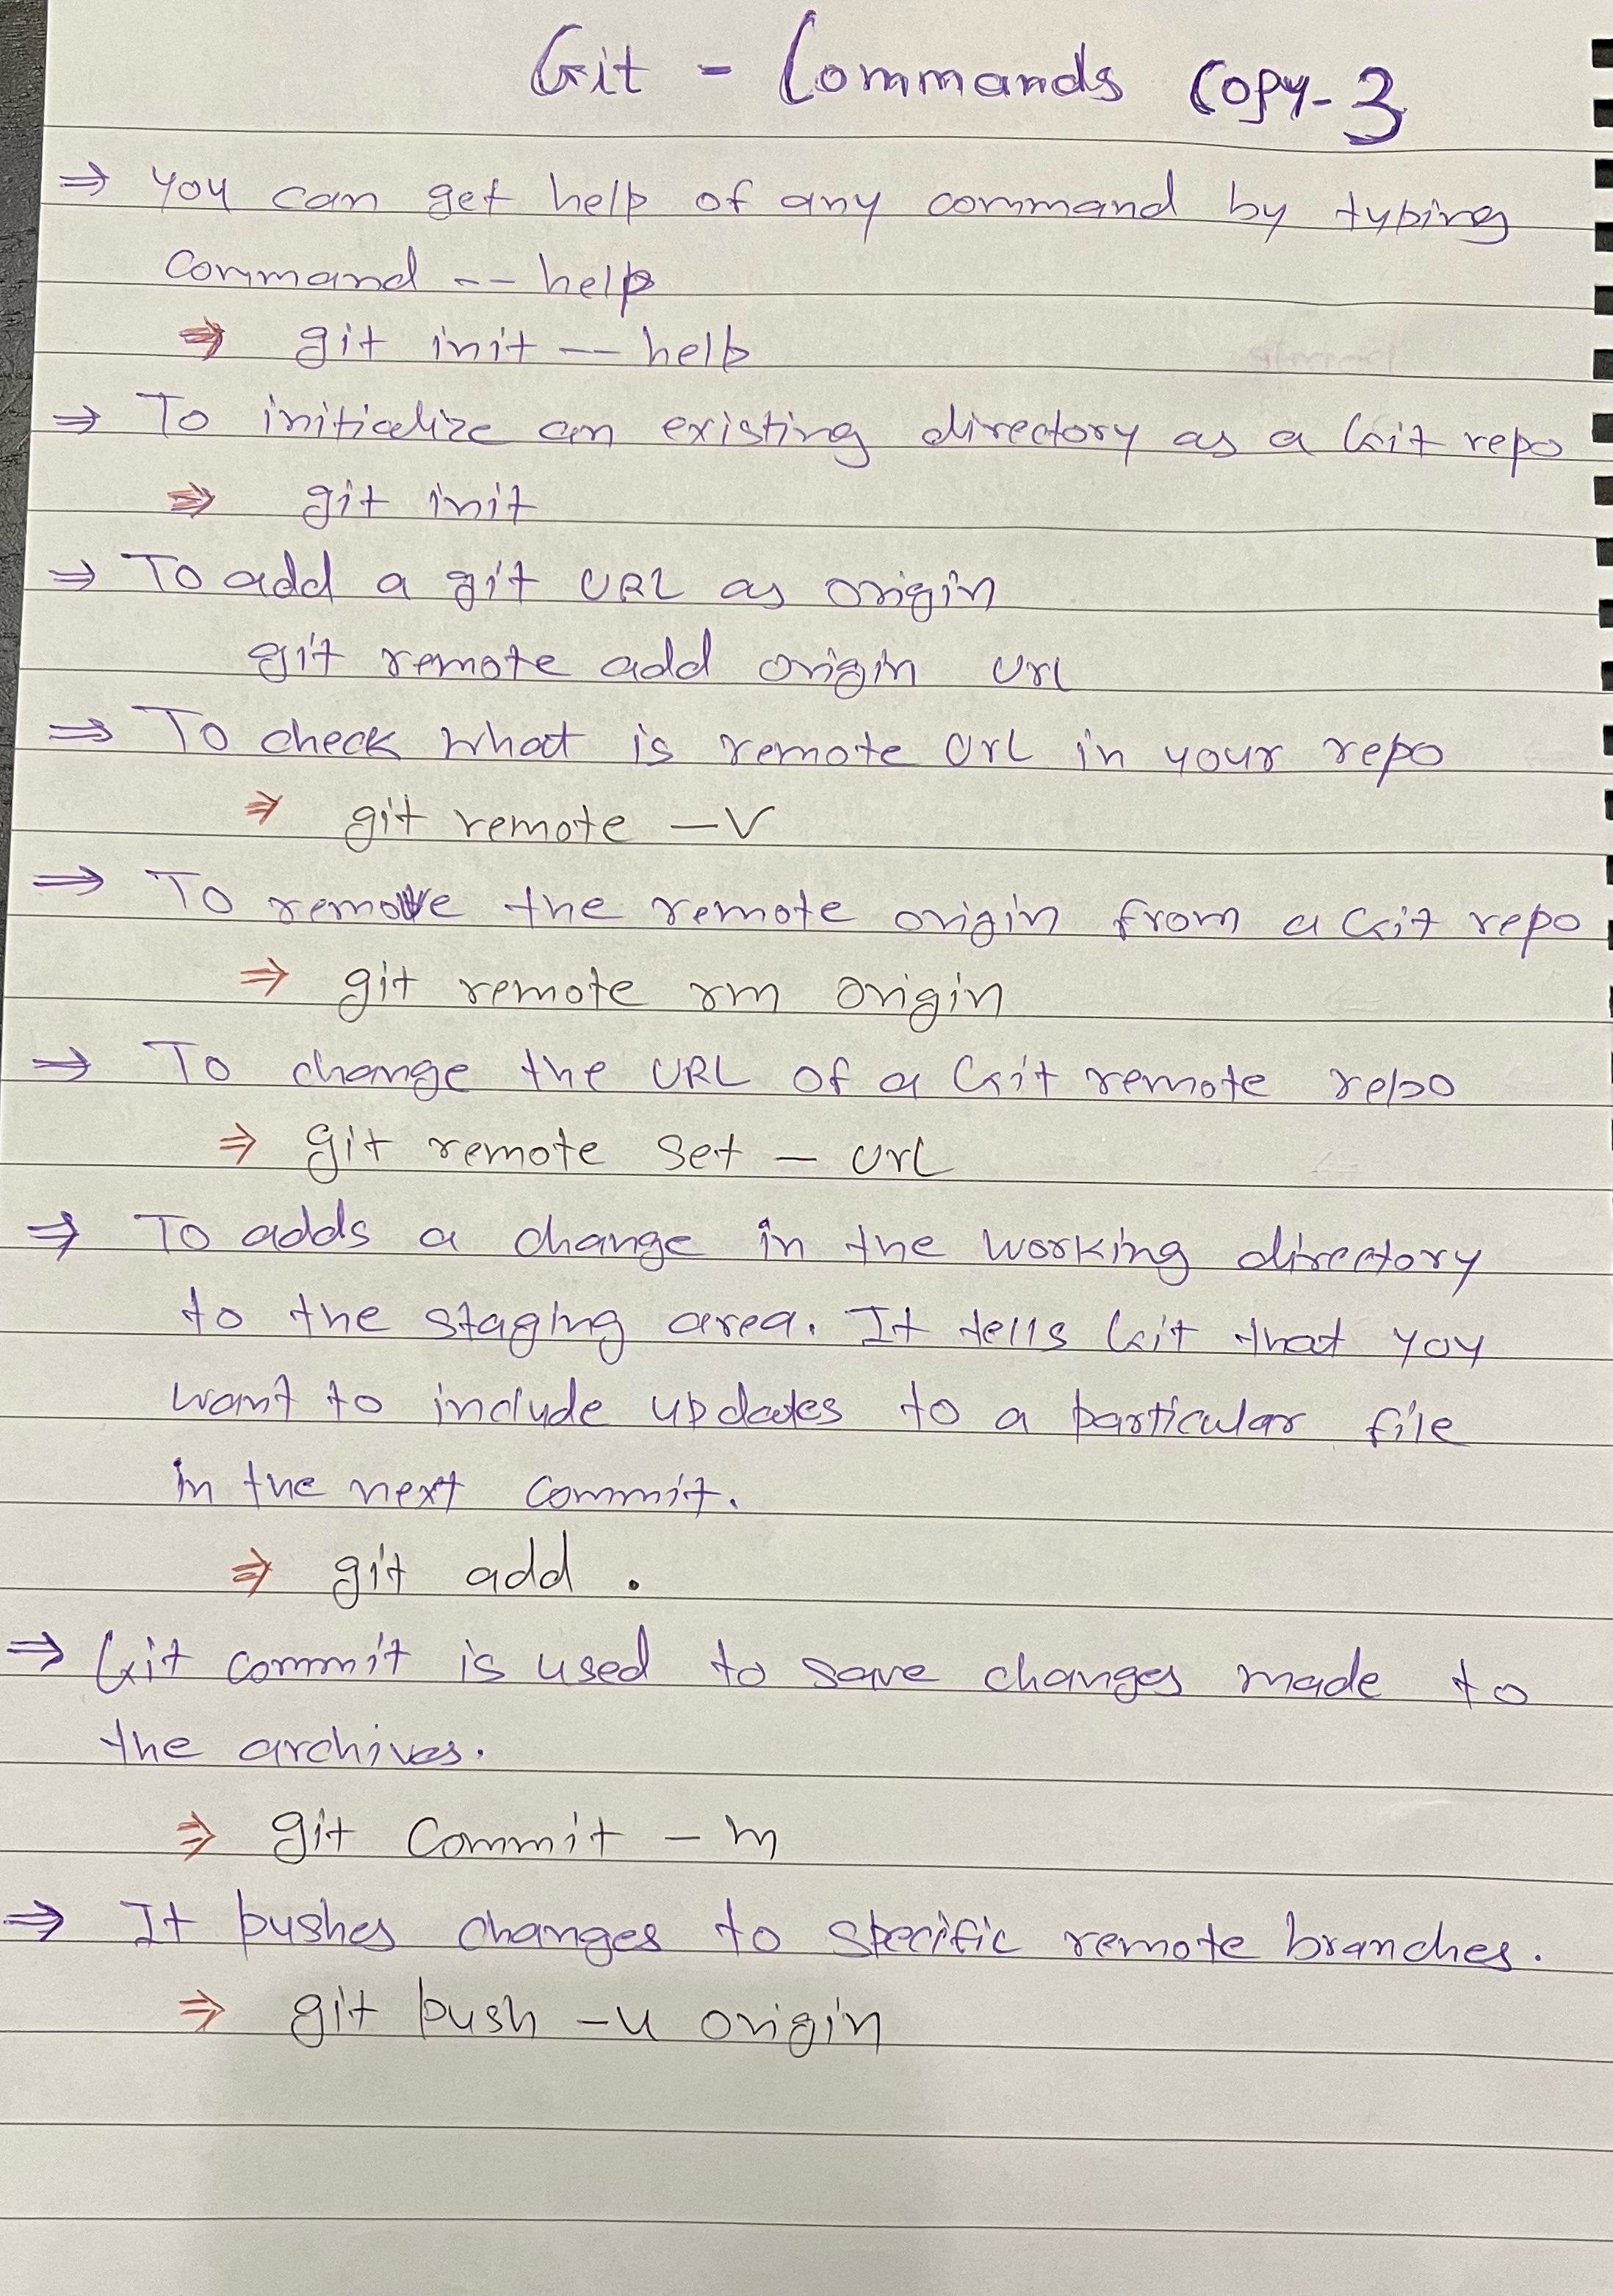 Git - Commands Copy-3
⇒ You can get help of any command by typing
command -- help
⇒ git init -- help
⇒ To initialize an existing directory as a Git repo
⇒ git init
⇒ To add a git URL as origin
git remote add origin url
⇒ To check what is remote url in your repo
⇒ git remote -v
⇒ To remove the remote origin from a Git repo
⇒ git remote rm origin
⇒ To change the URL of a Git remote repo
⇒ git remote set - url
⇒ To adds a change in the working directory
to the staging area. It tells Git that you
want to include updates to a particular file
in the next commit.
⇒ git add .
⇒ Git commit is used to save changes made to
the archives.
⇒ git commit - m
⇒ It pushes changes to specific remote branches.
⇒ git push -u origin